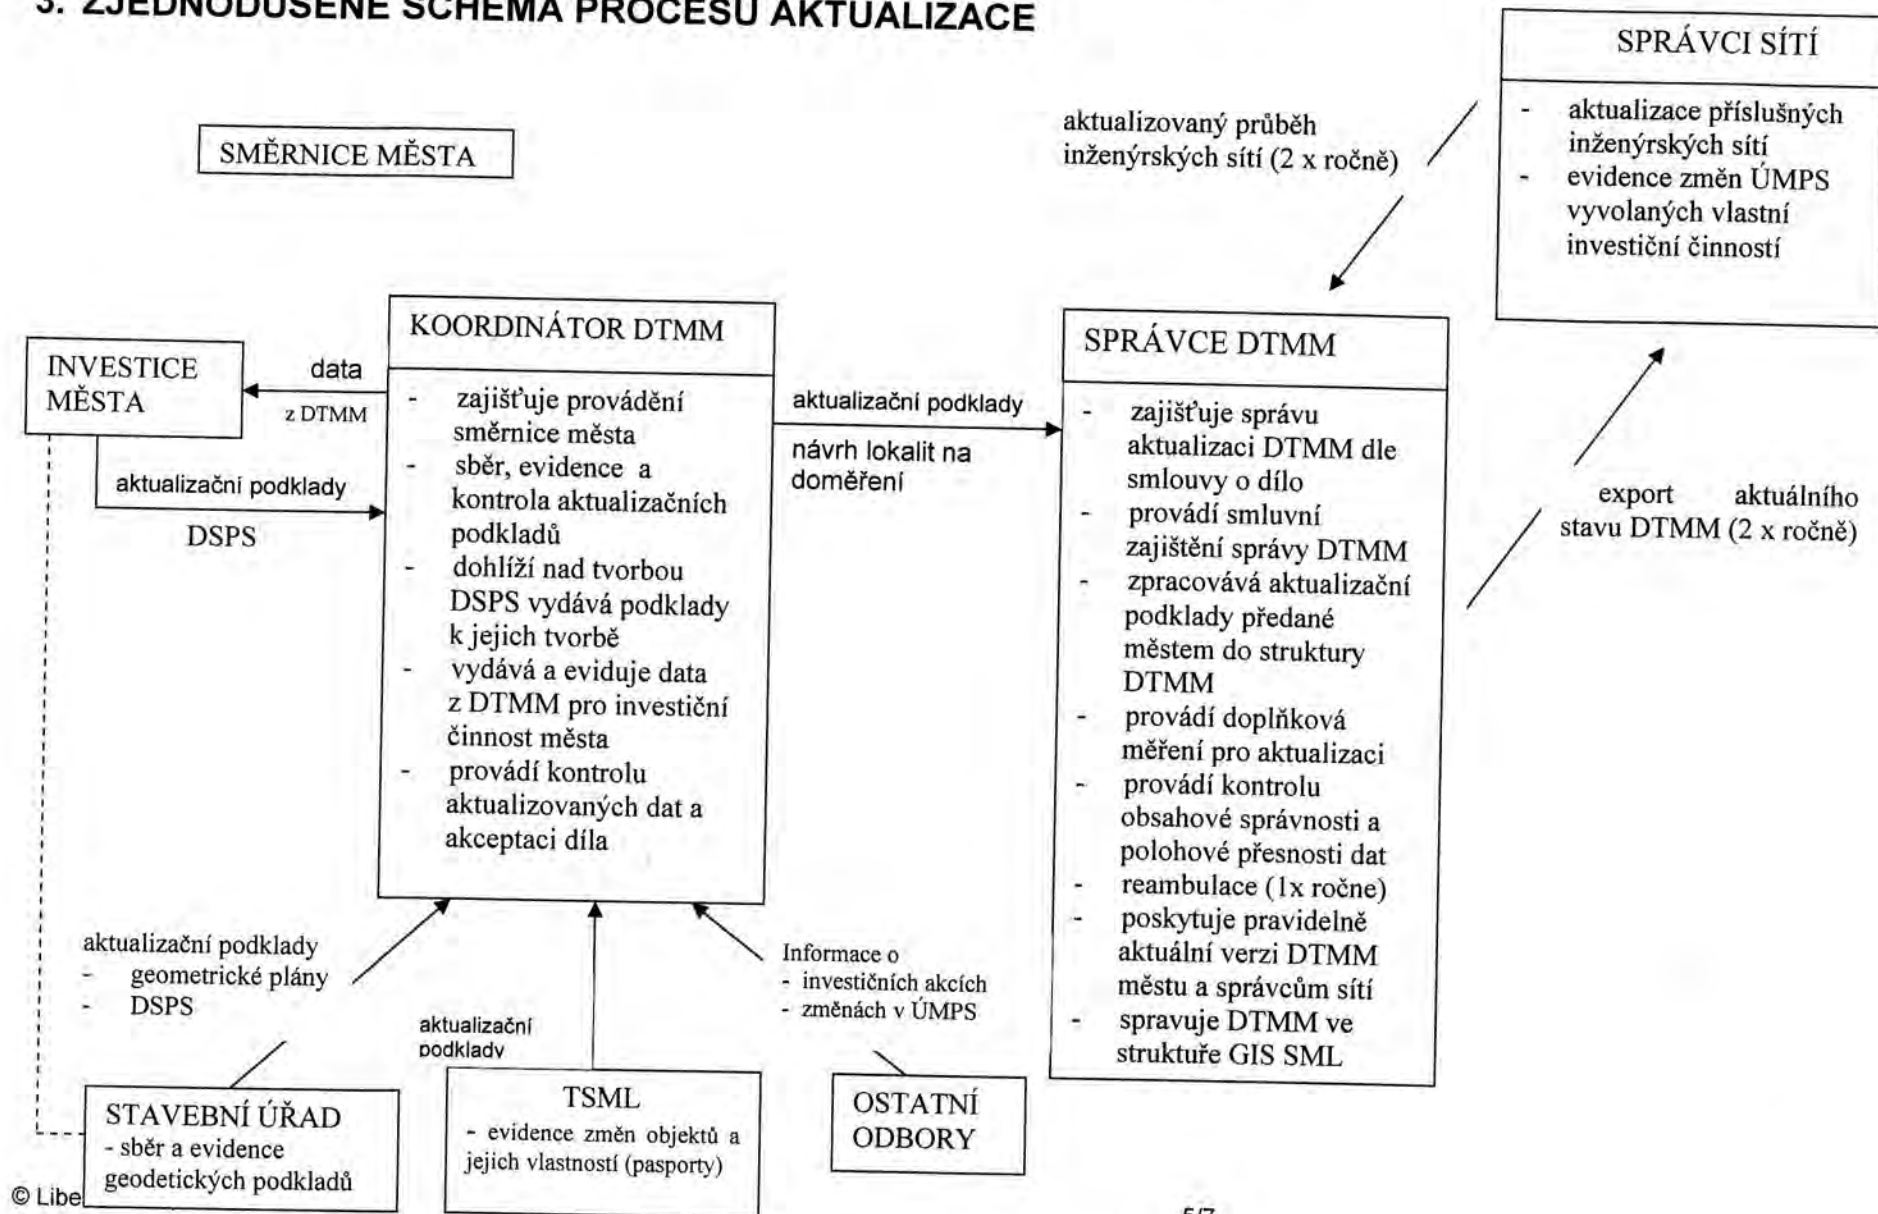 3. ZJEDNODUŠENÉ SCHÉMA PROCESU AKTUALIZACE
SMĚRNICE MĚSTA
SPRÁVCI SÍTÍ
- aktualizace příslušných
inženýrských sítí
- evidence změn ÚMPS
vyvolaných vlastní
investiční činností
aktualizovaný průběh
inženýrských sítí (2 x ročně)
INVESTICE
MĚSTA
data
z DTMM
aktualizační podklady
DSPS
KOORDINÁTOR DTMM
- zajišťuje provádění
směrnice města
- sběr, evidence a
kontrola aktualizačních
podkladů
- dohlíží nad tvorbou
DSPS vydává podklady
k jejich tvorbě
- vydává a eviduje data
z DTMM pro investiční
činnost města
- provádí kontrolu
aktualizovaných dat a
akceptaci díla
aktualizační podklady
návrh lokalit na
doměření
SPRÁVCE DTMM
- zajišťuje správu
aktualizaci DTMM dle
smlouvy o dílo
- provádí smluvní
zajištění správy DTMM
- zpracovává aktualizační
podklady předané
městem do struktury
DTMM
- provádí doplňková
měření pro aktualizaci
- provádí kontrolu
obsahové správnosti a
polohové přesnosti dat
- reambulace (1x ročne)
- poskytuje pravidelně
aktuální verzi DTMM
městu a správcům sítí
- spravuje DTMM ve
struktuře GIS SML
export aktuálního
stavu DTMM (2 x ročně)
aktualizační podklady
- geometrické plány
- DSPS
aktualizační
podklady
Informace o
- investičních akcích
- změnách v ÚMPS
STAVEBNÍ ÚŘAD
- sběr a evidence
geodetických podkladů
TSML
- evidence změn objektů a
jejich vlastností (pasporty)
OSTATNÍ
ODBORY
© Libe
5/7